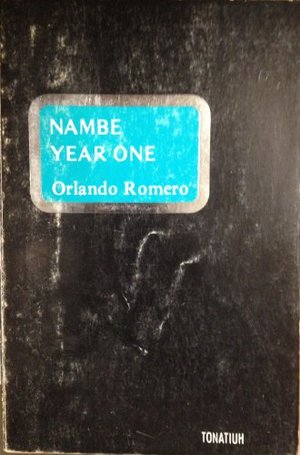 NAMBE
YEAR ONE
Orlando Romero
TONATIUH